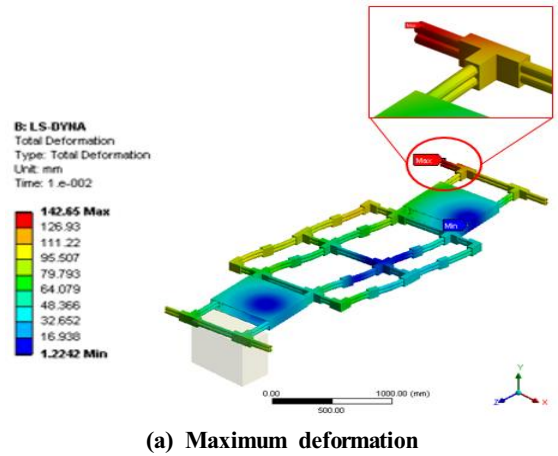 B: LS-DYNA
Total Deformation
Type: Total Deformation
Unit: mm
Time: 1.e-002
142.65 Max
126.93
111.22
95.507
79.793
64.079
48.366
32.652
16.938
1.2242 Min
Max
Min
0.00
1000.00 (mm)
500.00
Y
Z
X
(a) Maximum deformation